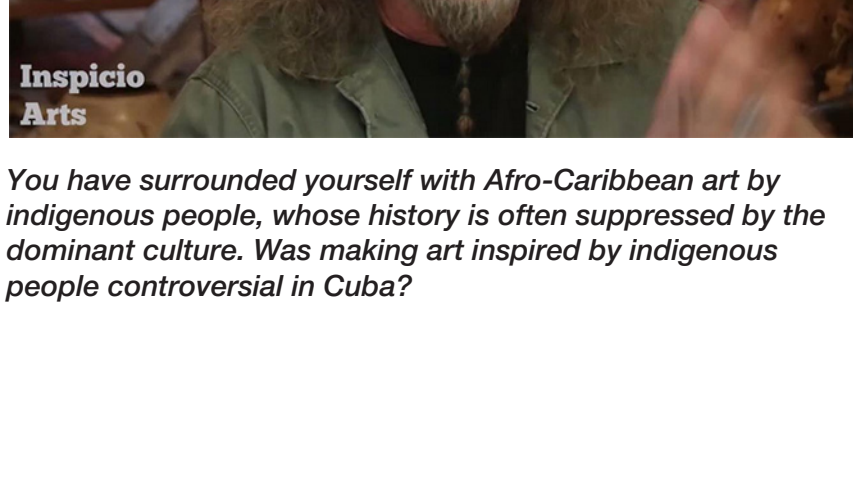 Inspicio
Arts
You have surrounded yourself with Afro-Caribbean art by
indigenous people, whose history is often suppressed by the
dominant culture. Was making art inspired by indigenous
people controversial in Cuba?